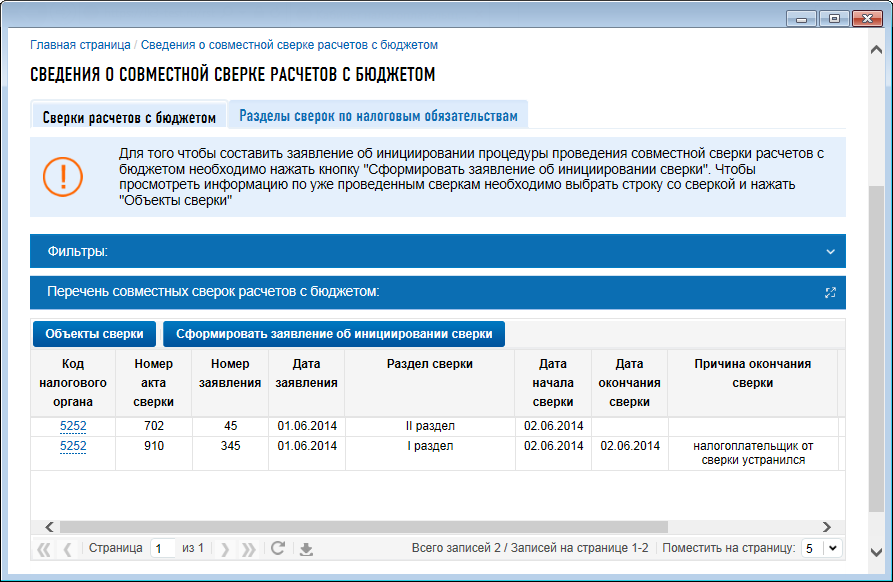 Главная страница / Сведения о совместной сверке расчетов с бюджетом
СВЕДЕНИЯ О СОВМЕСТНОЙ СВЕРКЕ РАСЧЕТОВ С БЮДЖЕТОМ
Сверки расчетов с бюджетом Разделы сверок по налоговым обязательствам
Для того чтобы составить заявление об инициировании процедуры проведения совместной сверки расчетов с
бюджетом необходимо нажать кнопку "Сформировать заявление об инициировании сверки". Чтобы
просмотреть информацию по уже проведенным сверкам необходимо выбрать строку со сверкой и нажать
"Объекты сверки"
Фильтры:
Перечень совместных сверок расчетов с бюджетом:
Объекты сверки Сформировать заявление об инициировании сверки
Код налогового органа Номер акта сверки Номер заявления Дата заявления Раздел сверки Дата начала сверки Дата окончания сверки Причина окончания сверки
5252 702 45 01.06.2014 II раздел 02.06.2014
5252 910 345 01.06.2014 I раздел 02.06.2014 02.06.2014 налогоплательщик от
сверки устранился
Страница 1 из 1 Всего записей 2 / Записей на странице 1-2 Поместить на страницу: 5